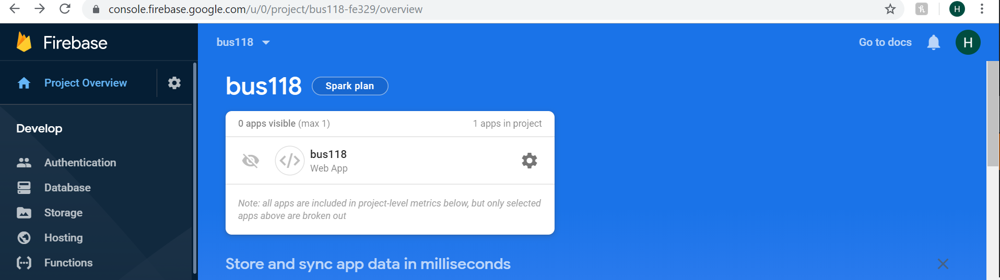 console.firebase.google.com/u/0/project/bus118-fe329/overview
H
Firebase
bus118
Go to docs
H
Project Overview
bus118
Spark plan
Develop
Authentication
Database
Storage
Hosting
Functions
0 apps visible (max 1)
1 apps in project
</>
bus118
Web App
Note: all apps are included in project-level metrics below, but only selected
apps above are broken out
Store and sync app data in milliseconds